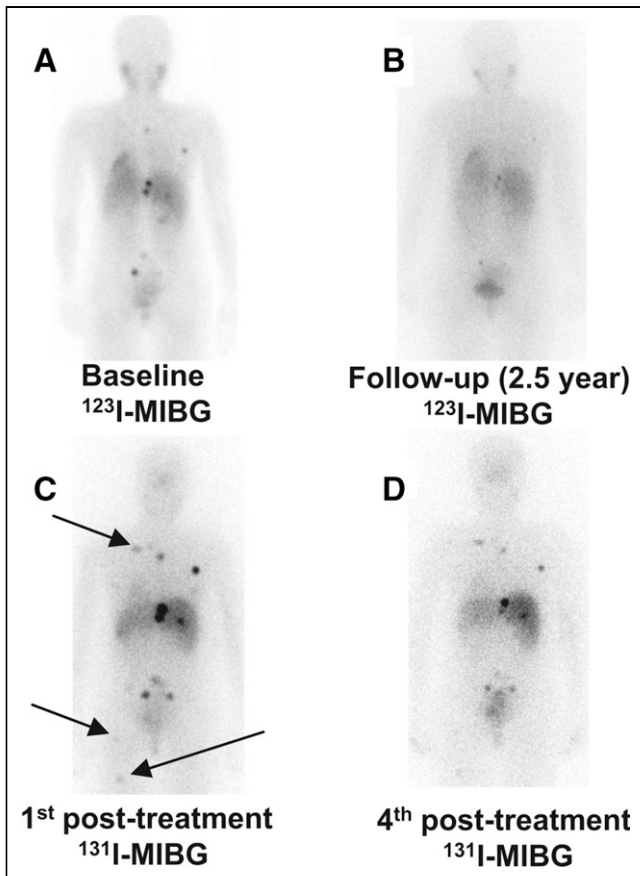 A
B
Baseline
¹²³I-MIBG
Follow-up (2.5 year)
¹²³I-MIBG
C
D
1st post-treatment
¹³¹I-MIBG
4th post-treatment
¹³¹I-MIBG